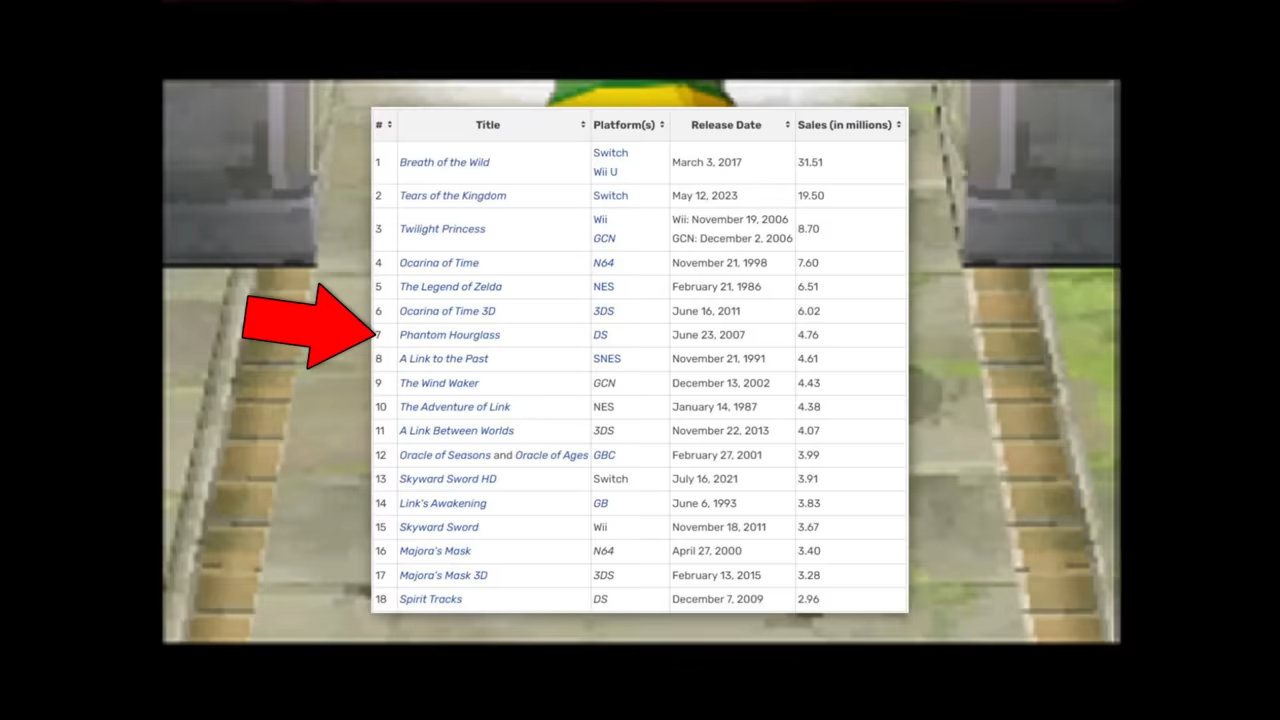 # Title Platform(s) Release Date Sales (in millions)
1 Breath of the Wild Switch Wii U March 3, 2017 31.51
2 Tears of the Kingdom Switch May 12, 2023 19.50
3 Twilight Princess Wii GCN Wii: November 19, 2006 GCN: December 2, 2006 8.70
4 Ocarina of Time N64 November 21, 1998 7.60
5 The Legend of Zelda NES February 21, 1986 6.51
6 Ocarina of Time 3D 3DS June 16, 2011 6.02
7 Phantom Hourglass DS June 23, 2007 4.76
8 A Link to the Past SNES November 21, 1991 4.61
9 The Wind Waker GCN December 13, 2002 4.43
10 The Adventure of Link NES January 14, 1987 4.38
11 A Link Between Worlds 3DS November 22, 2013 4.07
12 Oracle of Seasons and Oracle of Ages GBC February 27, 2001 3.99
13 Skyward Sword HD Switch July 16, 2021 3.91
14 Link's Awakening GB June 6, 1993 3.83
15 Skyward Sword Wii November 18, 2011 3.67
16 Majora's Mask N64 April 27, 2000 3.40
17 Majora's Mask 3D 3DS February 13, 2015 3.28
18 Spirit Tracks DS December 7, 2009 2.96